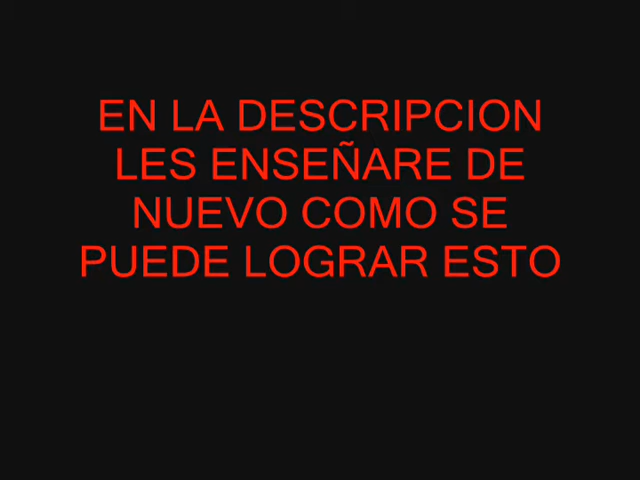 EN LA DESCRIPCION
LES ENSEÑARE DE
NUEVO COMO SE
PUEDE LOGRAR ESTO